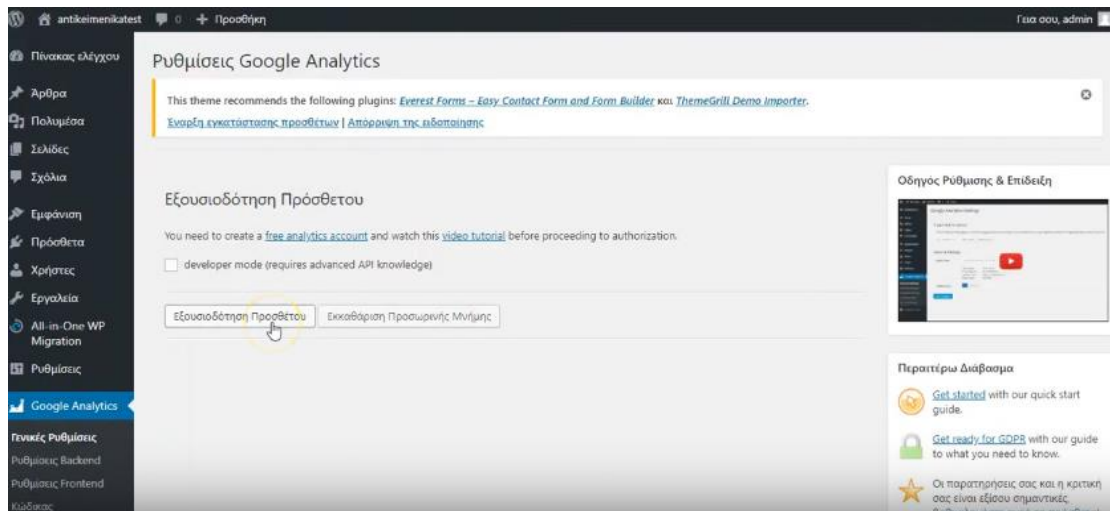 antikeimenikatest 0 + Προσθήκη Γεια σου, admin
Πίνακας ελέγχου
Άρθρα
Πολυμέσα
Σελίδες
Σχόλια
Εμφάνιση
Πρόσθετα
Χρήστες
Εργαλεία
All-in-One WP
Migration
Ρυθμίσεις
Google Analytics
Γενικές Ρυθμίσεις
Ρυθμίσεις Backend
Ρυθμίσεις Frontend
Κώδικας
Ρυθμίσεις Google Analytics
This theme recommends the following plugins: Everest Forms – Easy Contact Form and Form Builder και ThemeGrill Demo Importer.
Έναρξη εγκατάστασης προσθέτων | Απόρριψη της ειδοποίησης
Εξουσιοδότηση Πρόσθετου
You need to create a free analytics account and watch this video tutorial before proceeding to authorization.
developer mode (requires advanced API knowledge)
Εξουσιοδότηση Προσθέτου Εκκαθάριση Προσωρινής Μνήμης
Οδηγός Ρύθμισης & Επίδειξη
Περαιτέρω Διάβασμα
Get started with our quick start
guide.
Get ready for GDPR with our guide
to what you need to know.
Οι παρατηρήσεις σας και η κριτική
σας είναι εξίσου σημαντικές,